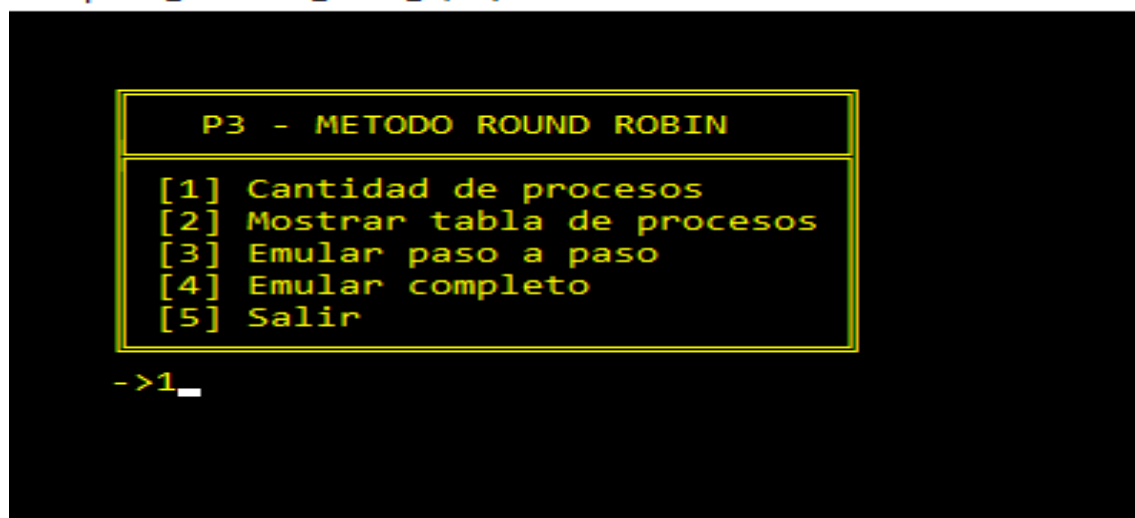 P3 - METODO ROUND ROBIN
[1] Cantidad de procesos
[2] Mostrar tabla de procesos
[3] Emular paso a paso
[4] Emular completo
[5] Salir
->1